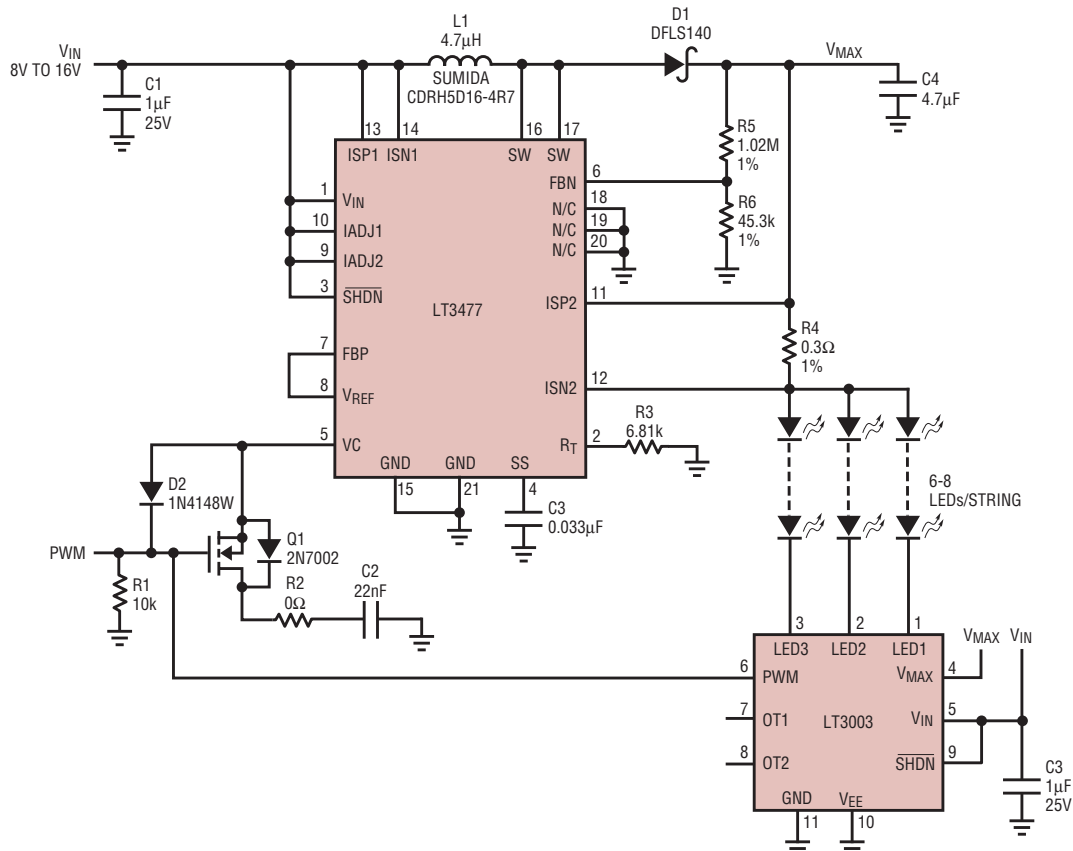 VIN
8V TO 16V
C1
1µF
25V
L1
4.7µH
SUMIDA
CDRH5D16-4R7
D1
DFLS140
VMAX
C4
4.7µF
13
14
16
17
ISP1
ISN1
SW
SW
R5
1.02M
1%
6
FBN
R6
45.3k
1%
1
VIN
10
IADJ1
9
IADJ2
3
SHDN
18
N/C
19
N/C
20
N/C
LT3477
11
ISP2
R4
0.3Ω
1%
7
FBP
8
VREF
12
ISN2
5
VC
R3
6.81k
2
RT
GND
GND
SS
15
21
4
C3
0.033µF
D2
1N4148W
PWM
Q1
2N7002
R1
10k
R2
0Ω
C2
22nF
6-8
LEDs/STRING
3
2
1
LED3
LED2
LED1
VMAX
VIN
6
PWM
VMAX
4
7
OT1
LT3003
VIN
5
8
OT2
SHDN
9
GND
VEE
11
10
C3
1µF
25V